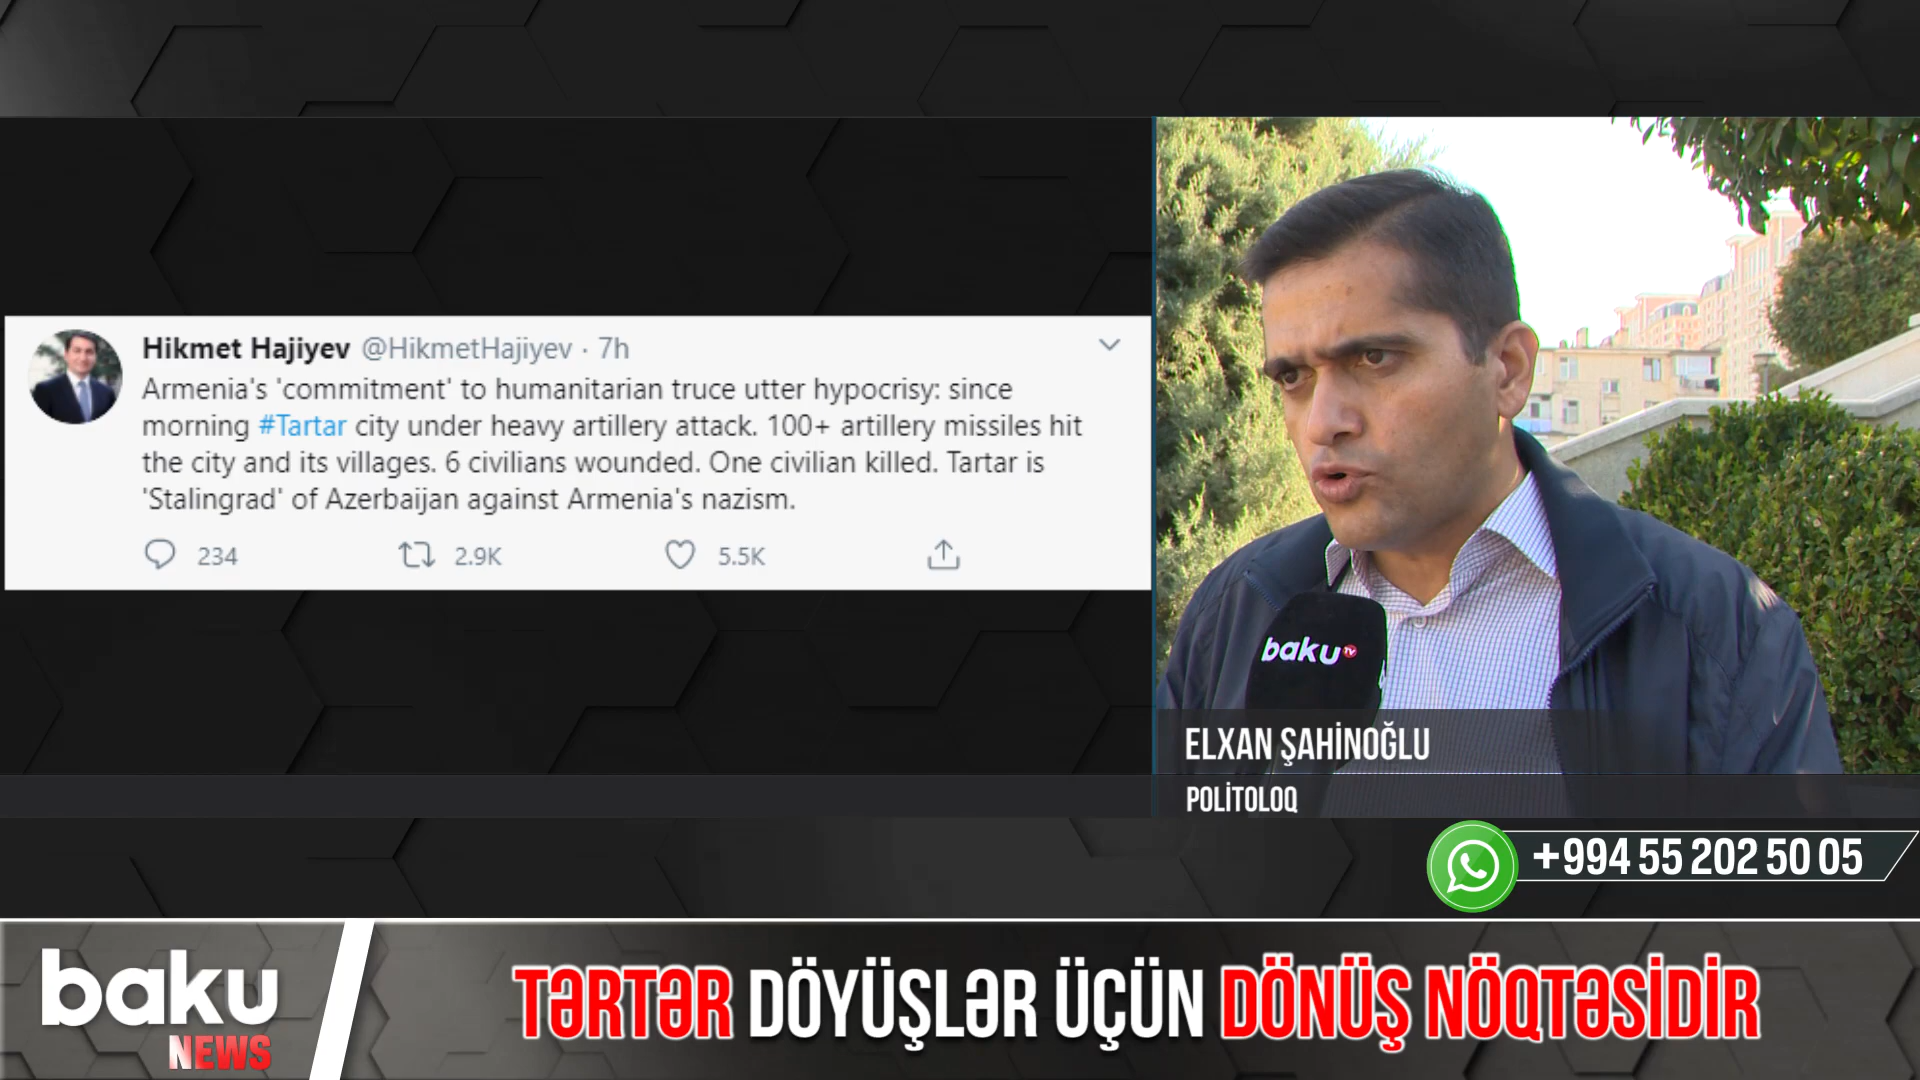 Hikmet Hajiyev @HikmetHajiyev · 7h
Armenia's 'commitment' to humanitarian truce utter hypocrisy: since
morning #Tartar city under heavy artillery attack. 100+ artillery missiles hit
the city and its villages. 6 civilians wounded. One civilian killed. Tartar is
'Stalingrad' of Azerbaijan against Armenia's nazism.
234 2.9K 5.5K
baku TV
ELXAN ŞAHİNOĞLU
POLİTOLOQ
+994 55 202 50 05
baku
NEWS
TƏRTƏR DÖYÜŞLƏR ÜÇÜN DÖNÜŞ NÖQTƏSİDİR